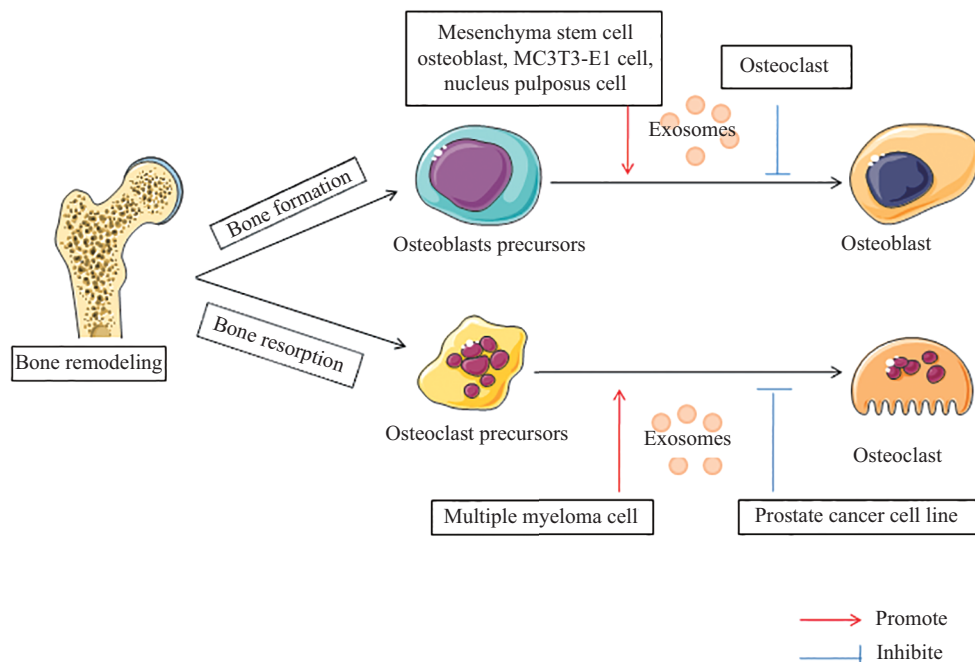 Mesenchyma stem cell
osteoblast, MC3T3-E1 cell,
nucleus pulposus cell
Osteoclast
Exosomes
Bone formation
Osteoblasts precursors
Osteoblast
Bone remodeling
Bone resorption
Osteoclast precursors
Exosomes
Osteoclast
Multiple myeloma cell
Prostate cancer cell line
Promote
Inhibite